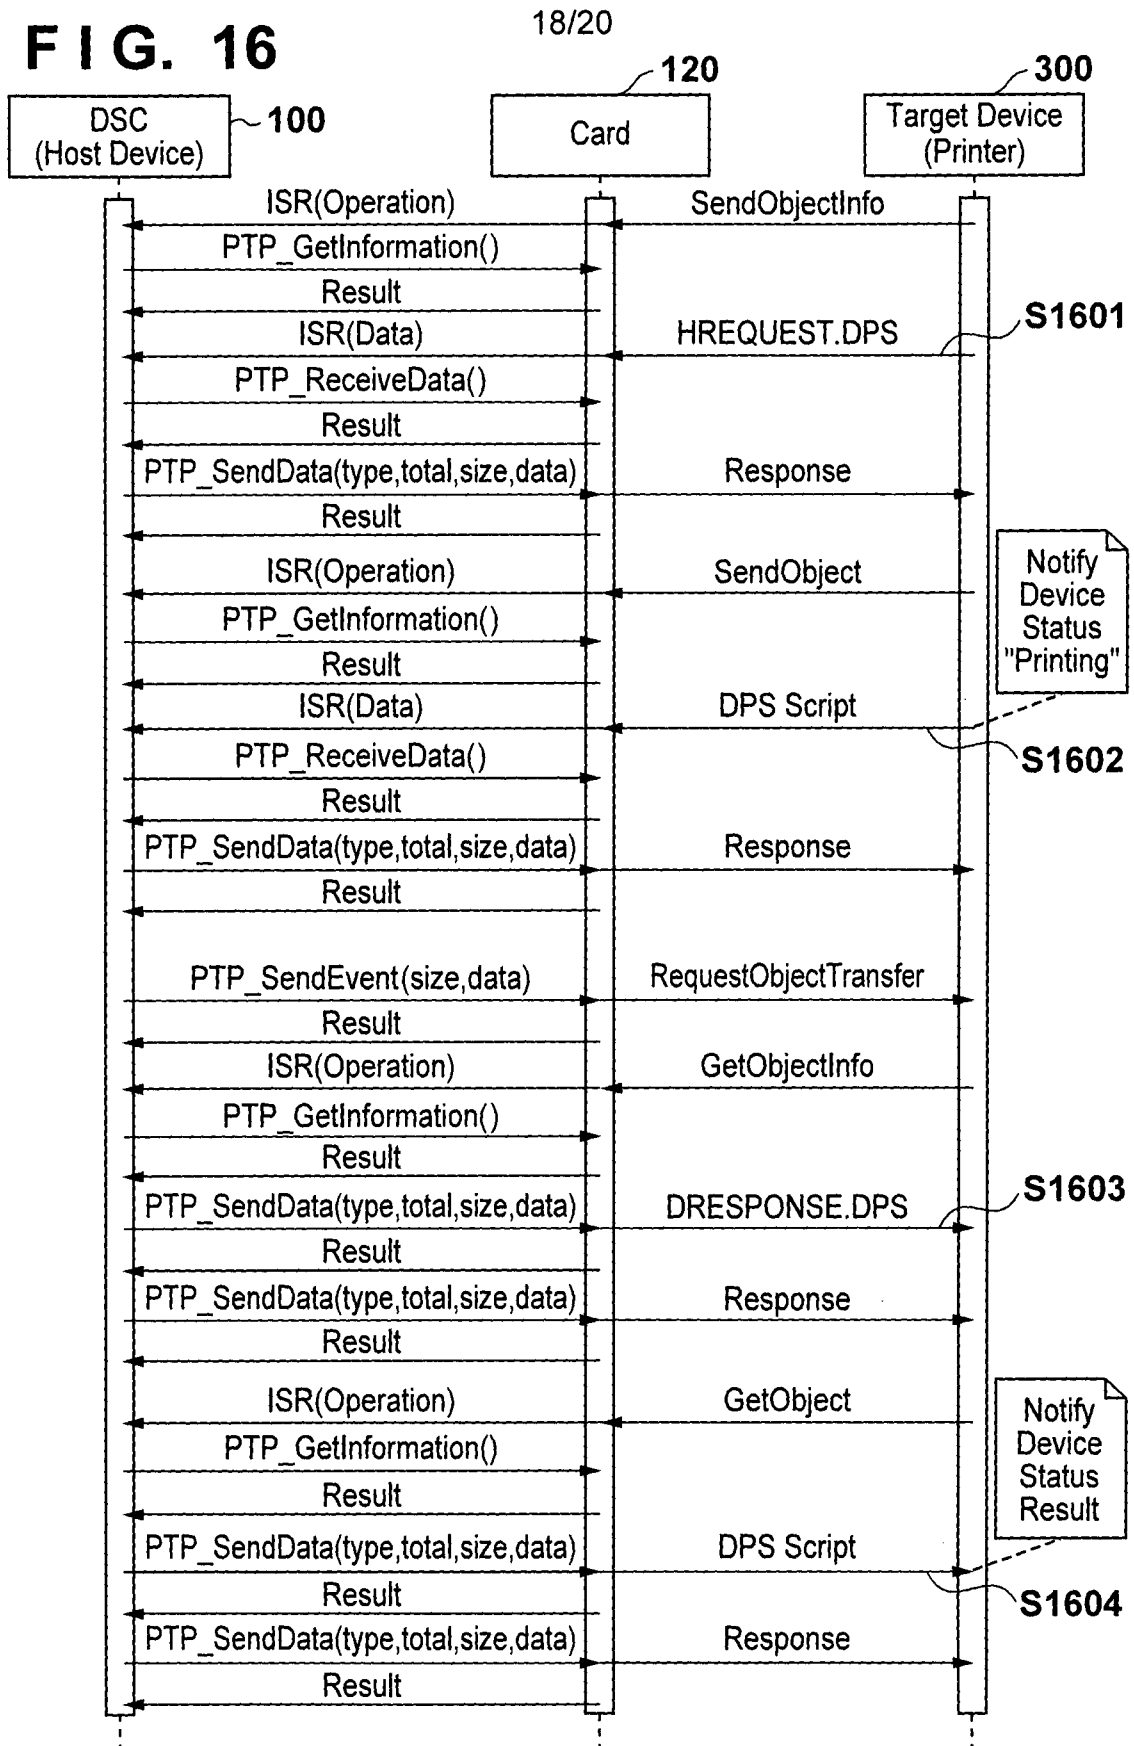 FIG. 16
18/20
DSC
(Host Device)
100
Card
120
Target Device
(Printer)
300
ISR(Operation)
SendObjectInfo
PTP_GetInformation()
Result
ISR(Data)
HREQUEST.DPS
S1601
PTP_ReceiveData()
Result
PTP_SendData(type,total,size,data)
Response
Result
ISR(Operation)
SendObject
Notify
Device
Status
"Printing"
PTP_GetInformation()
Result
ISR(Data)
DPS Script
S1602
PTP_ReceiveData()
Result
PTP_SendData(type,total,size,data)
Response
Result
PTP_SendEvent(size,data)
RequestObjectTransfer
Result
ISR(Operation)
GetObjectInfo
PTP_GetInformation()
Result
PTP_SendData(type,total,size,data)
DRESPONSE.DPS
S1603
Result
PTP_SendData(type,total,size,data)
Response
Result
ISR(Operation)
GetObject
Notify
Device
Status
Result
PTP_GetInformation()
Result
PTP_SendData(type,total,size,data)
DPS Script
S1604
Result
PTP_SendData(type,total,size,data)
Response
Result